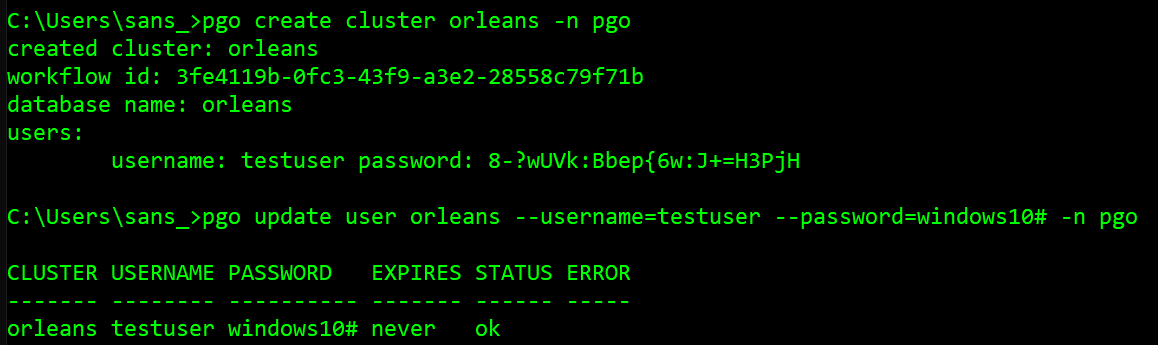 C:\Users\sans_>pgo create cluster orleans -n pgo
created cluster: orleans
workflow id: 3fe4119b-0fc3-43f9-a3e2-28558c79f71b
database name: orleans
users:
        username: testuser password: 8-?wUVk:Bbep{6w:J+=H3PjH
C:\Users\sans_>pgo update user orleans --username=testuser --password=windows10# -n pgo
CLUSTER USERNAME PASSWORD   EXPIRES STATUS ERROR
------- -------- ---------- ------- ------ -----
orleans testuser windows10# never   ok